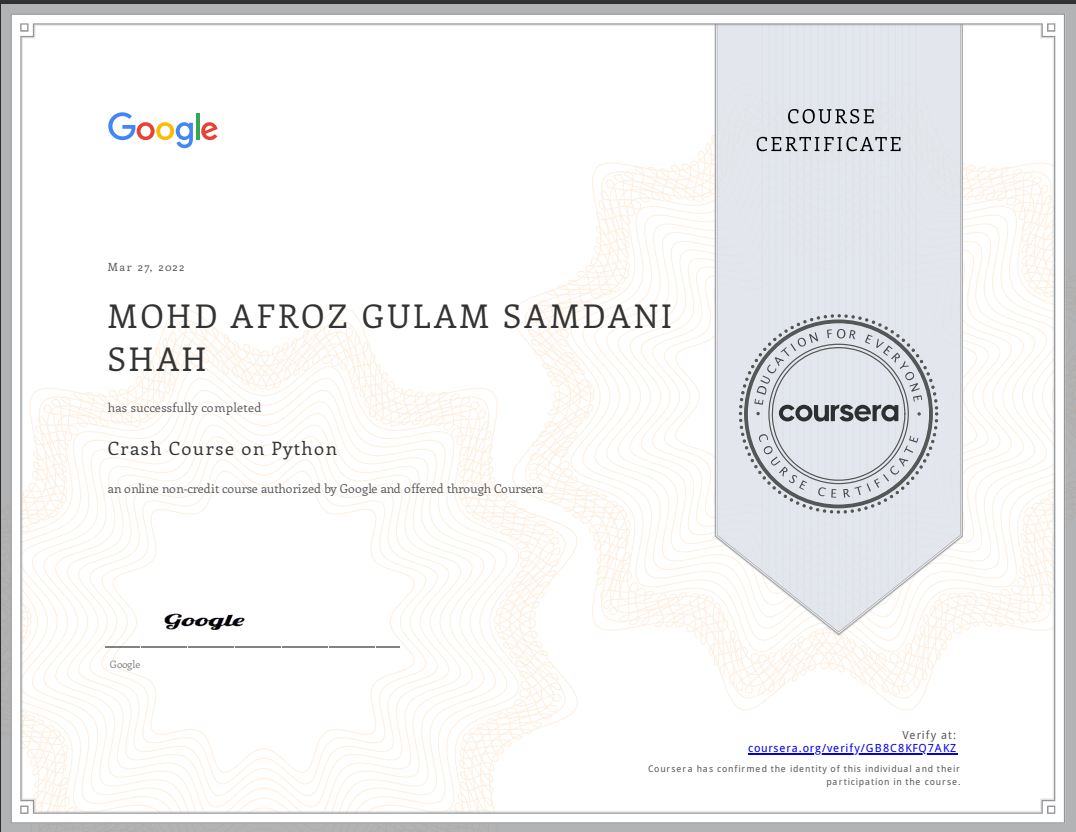 Google
COURSE
CERTIFICATE
Mar 27, 2022
MOHD AFROZ GULAM SAMDANI
SHAH
has successfully completed
Crash Course on Python
an online non-credit course authorized by Google and offered through Coursera
EDUCATION FOR EVERYONE
coursera
COURSE CERTIFICATE
Google
Google
Verify at:
coursera.org/verify/GB8C8KFQ7AKZ
Coursera has confirmed the identity of this individual and their
participation in the course.